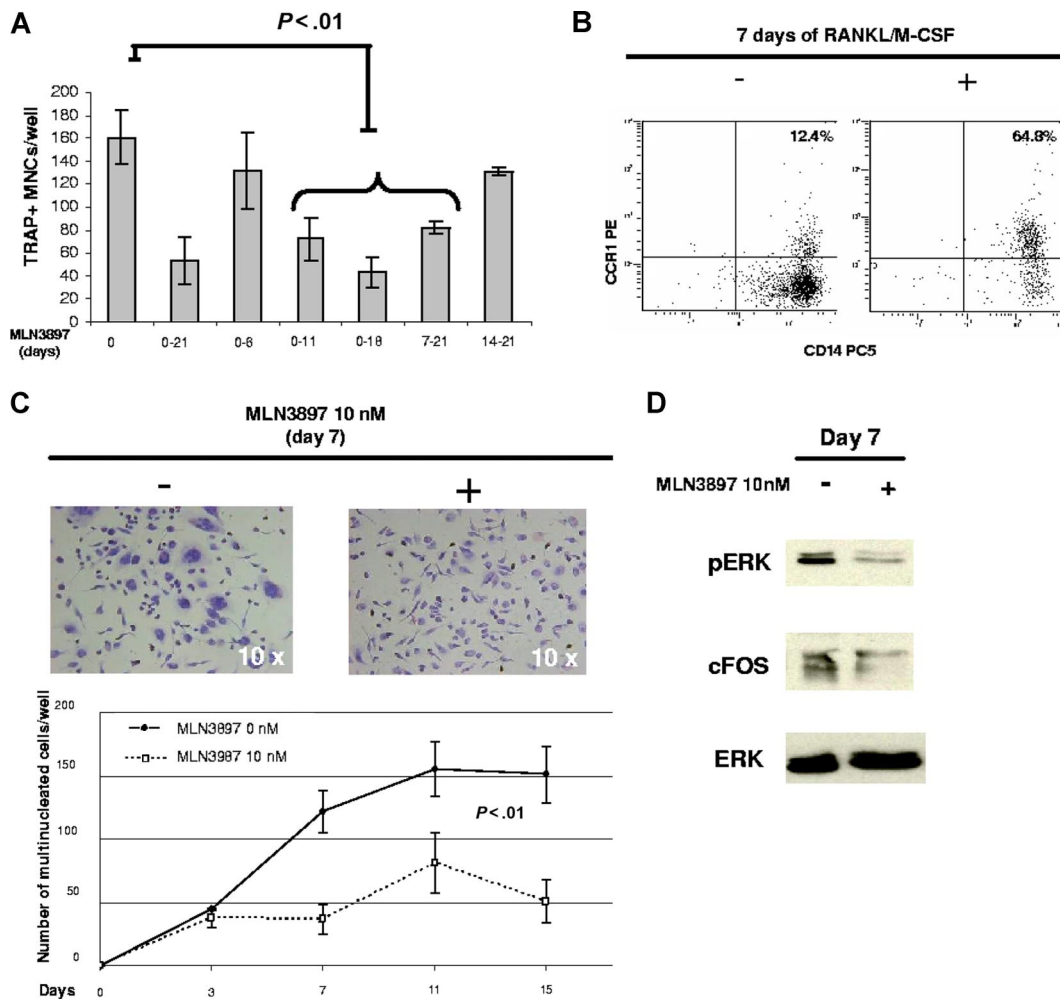 A
P < .01
TRAP+ MNCs/well
200
180
160
140
120
100
80
60
40
20
0
MLN3897
(days)
0 0-21 0-6 0-11 0-18 7-21 14-21
B
7 days of RANKL/M-CSF
- +
12.4% 64.8%
CCR1 PE
CD14 PC5
C
MLN3897 10 nM
(day 7)
- +
10 x 10 x
Number of multinucleated cells/well
200
150
100
50
0
MLN3897 0 nM
MLN3987 10 nM
P < .01
Days 0 3 7 11 15
D
Day 7
MLN3897 10nM - +
pERK
cFOS
ERK